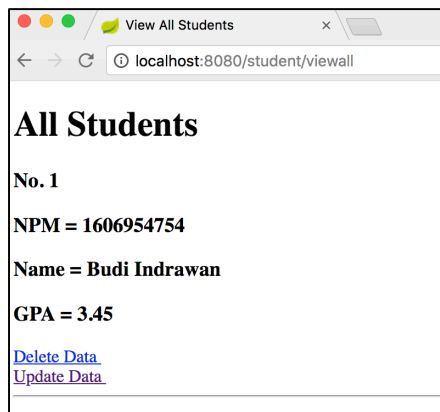 View All Students
localhost:8080/student/viewall
All Students
No. 1
NPM = 1606954754
Name = Budi Indrawan
GPA = 3.45
Delete Data
Update Data